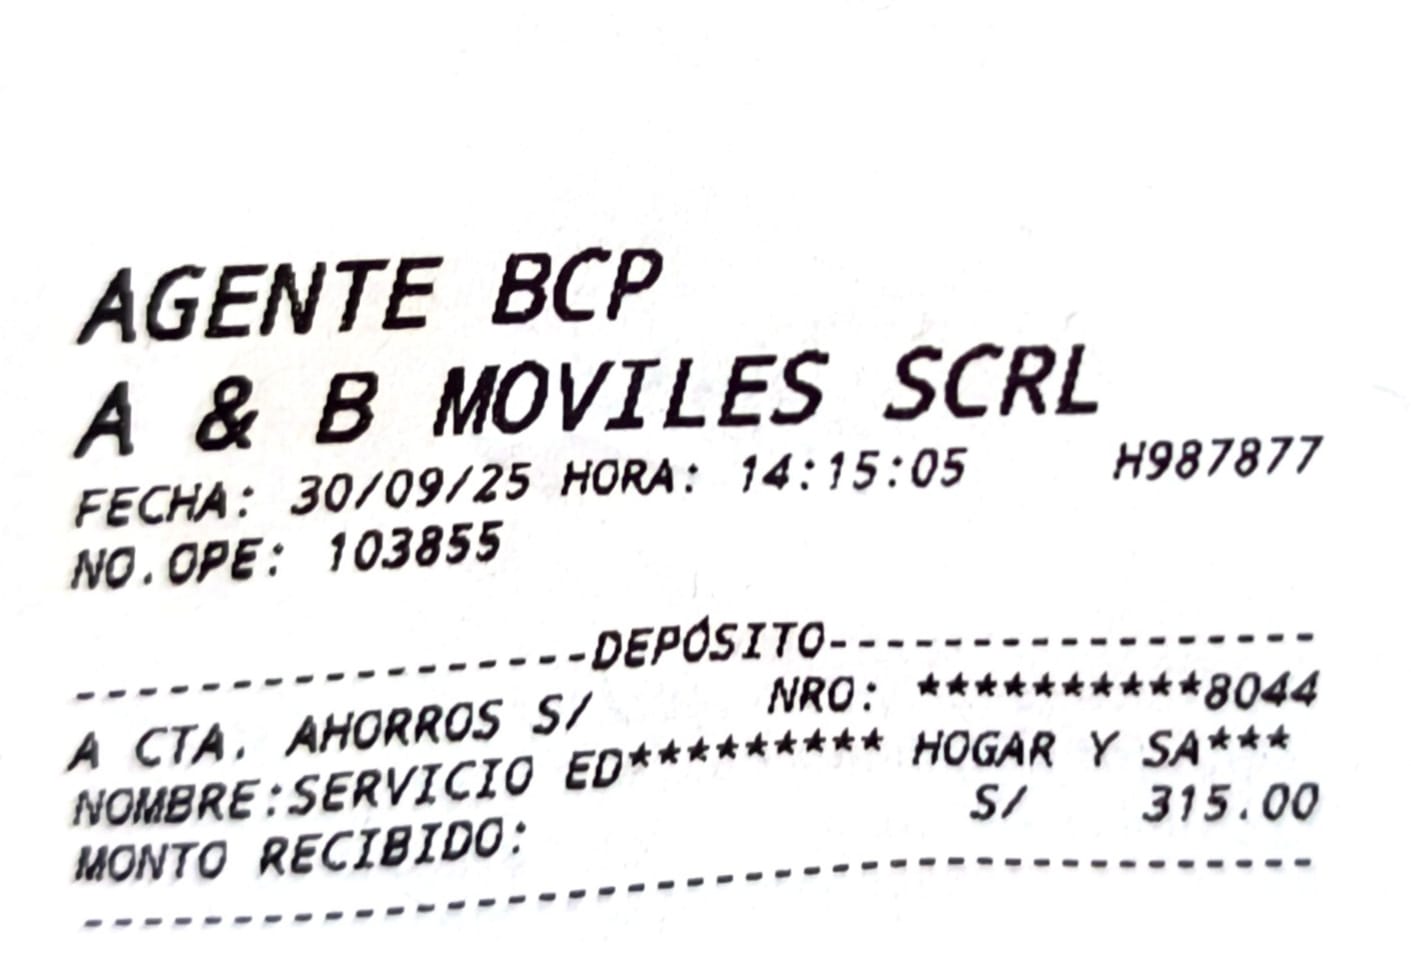 AGENTE BCP
A & B MOVILES SCRL
FECHA: 30/09/25 HORA: 14:15:05 H987877
NO.OPE: 103855
-----------------DEPÓSITO-----------------
A CTA. AHORROS S/ NRO: **********8044
NOMBRE:SERVICIO ED********* HOGAR Y SA***
MONTO RECIBIDO: S/ 315.00
------------------------------------------